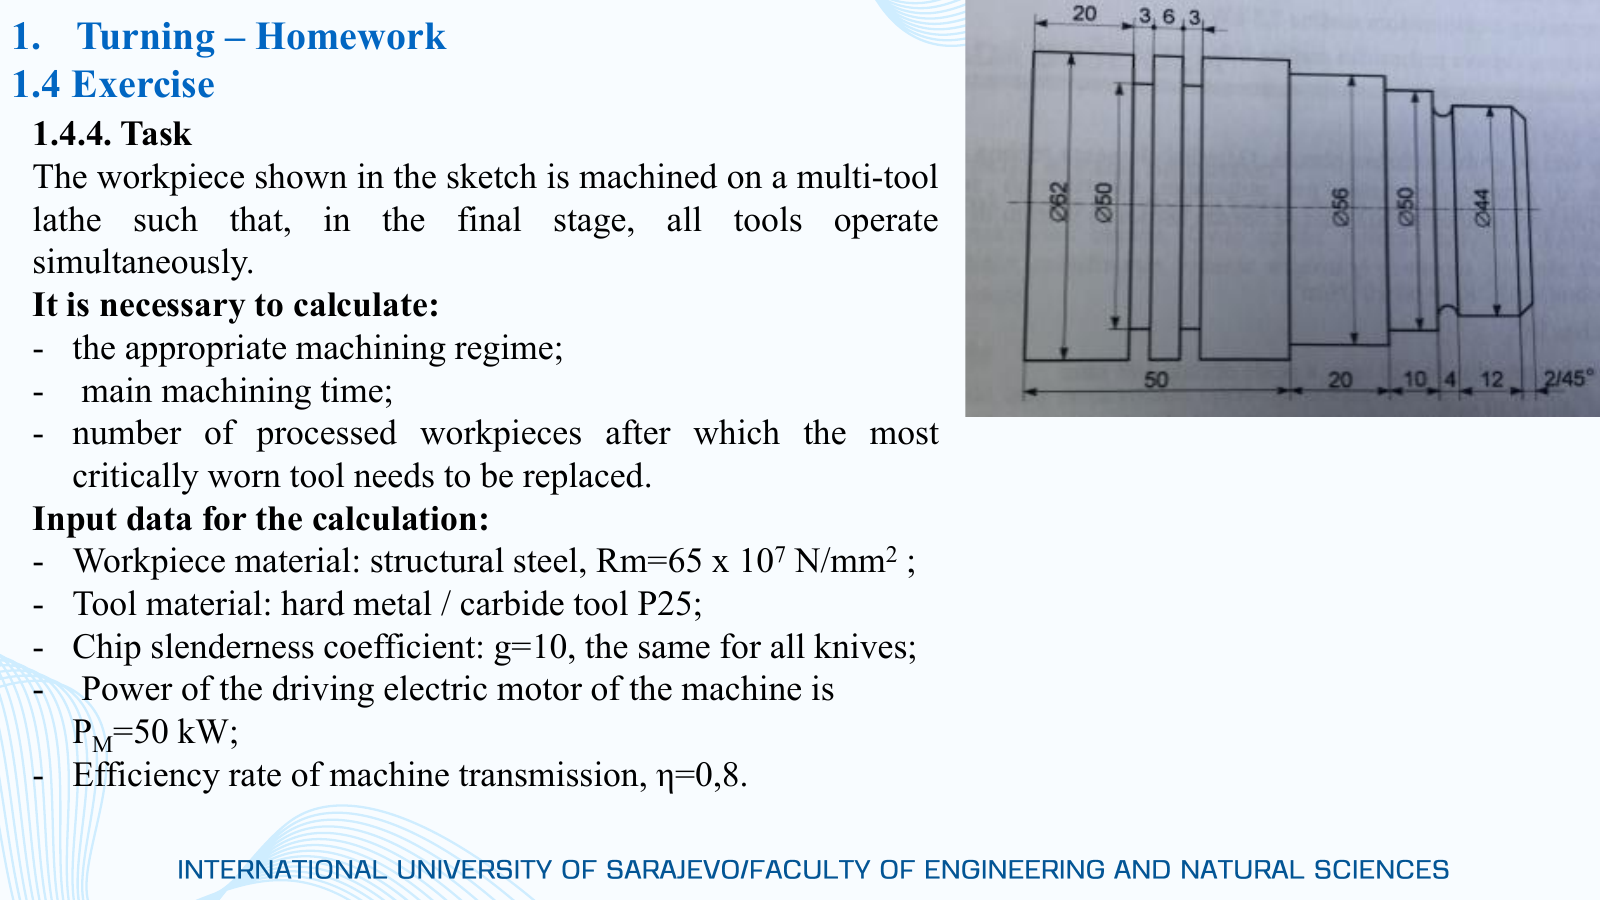 1. Turning – Homework
1.4 Exercise
1.4.4. Task
The workpiece shown in the sketch is machined on a multi-tool
lathe such that, in the final stage, all tools operate
simultaneously.
It is necessary to calculate:
- the appropriate machining regime;
- main machining time;
- number of processed workpieces after which the most
critically worn tool needs to be replaced.
Input data for the calculation:
- Workpiece material: structural steel, Rm=65 x 10⁷ N/mm² ;
- Tool material: hard metal / carbide tool P25;
- Chip slenderness coefficient: g=10, the same for all knives;
- Power of the driving electric motor of the machine is
P_M=50 kW;
- Efficiency rate of machine transmission, η=0,8.
20 3 6 3
Ø62 Ø50 Ø56 Ø50 Ø44
50 20 10 4 12 2/45°
INTERNATIONAL UNIVERSITY OF SARAJEVO/FACULTY OF ENGINEERING AND NATURAL SCIENCES